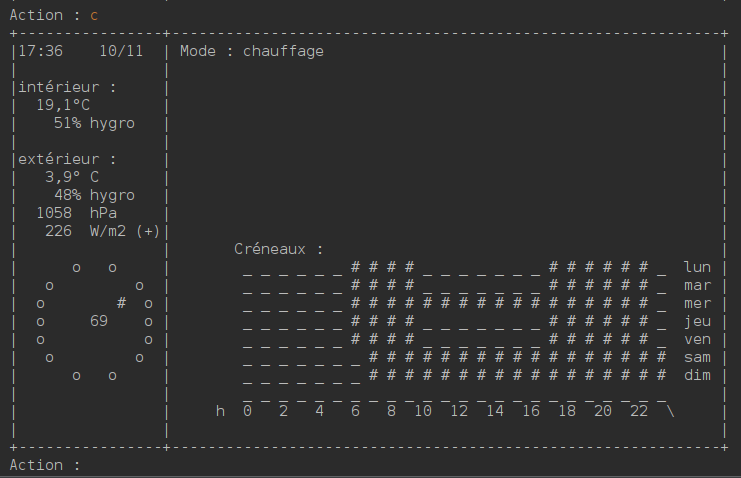 Action : c
+----------------+-------------------------------------------------------------+
|17:36    10/11  | Mode : chauffage                                            |
|                |                                                             |
|intérieur :     |                                                             |
|  19,1°C        |                                                             |
|    51% hygro   |                                                             |
|                |                                                             |
|extérieur :     |                                                             |
|   3,9° C       |                                                             |
|    48% hygro   |                                                             |
|  1058  hPa     |                                                             |
|   226  W/m2 (+)|                                                             |
|                |       Créneaux :                                            |
|      o   o     |        _ _ _ _ _ _ # # # # _ _ _ _ _ _ _ # # # # # # _  lun |
|   o         o  |        _ _ _ _ _ _ # # # # _ _ _ _ _ _ _ # # # # # # _  mar |
|  o        # o  |        _ _ _ _ _ _ # # # # # # # # # # # # # # # # # _  mer |
|  o     69    o |        _ _ _ _ _ _ # # # # _ _ _ _ _ _ _ # # # # # # _  jeu |
|  o           o |        _ _ _ _ _ _ # # # # _ _ _ _ _ _ _ # # # # # # _  ven |
|   o         o  |        _ _ _ _ _ _ _ # # # # # # # # # # # # # # # # #  sam |
|      o   o     |        _ _ _ _ _ _ _ # # # # # # # # # # # # # # # # #  dim |
|                |        _ _ _ _ _ _ _ _ _ _ _ _ _ _ _ _ _ _ _ _ _ _ _ _      |
|                |     h  0   2   4   6   8  10  12  14  16  18  20  22  \     |
|                |                                                             |
+----------------+-------------------------------------------------------------+
Action :